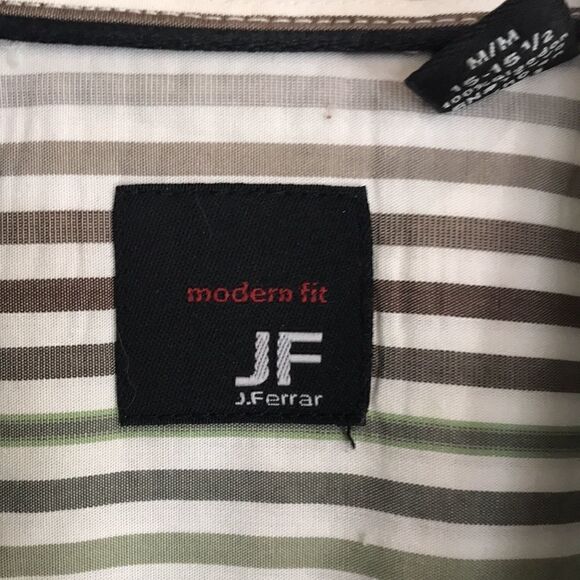 M/M
15-15 1/2
modern fit
JF
J.Ferrar